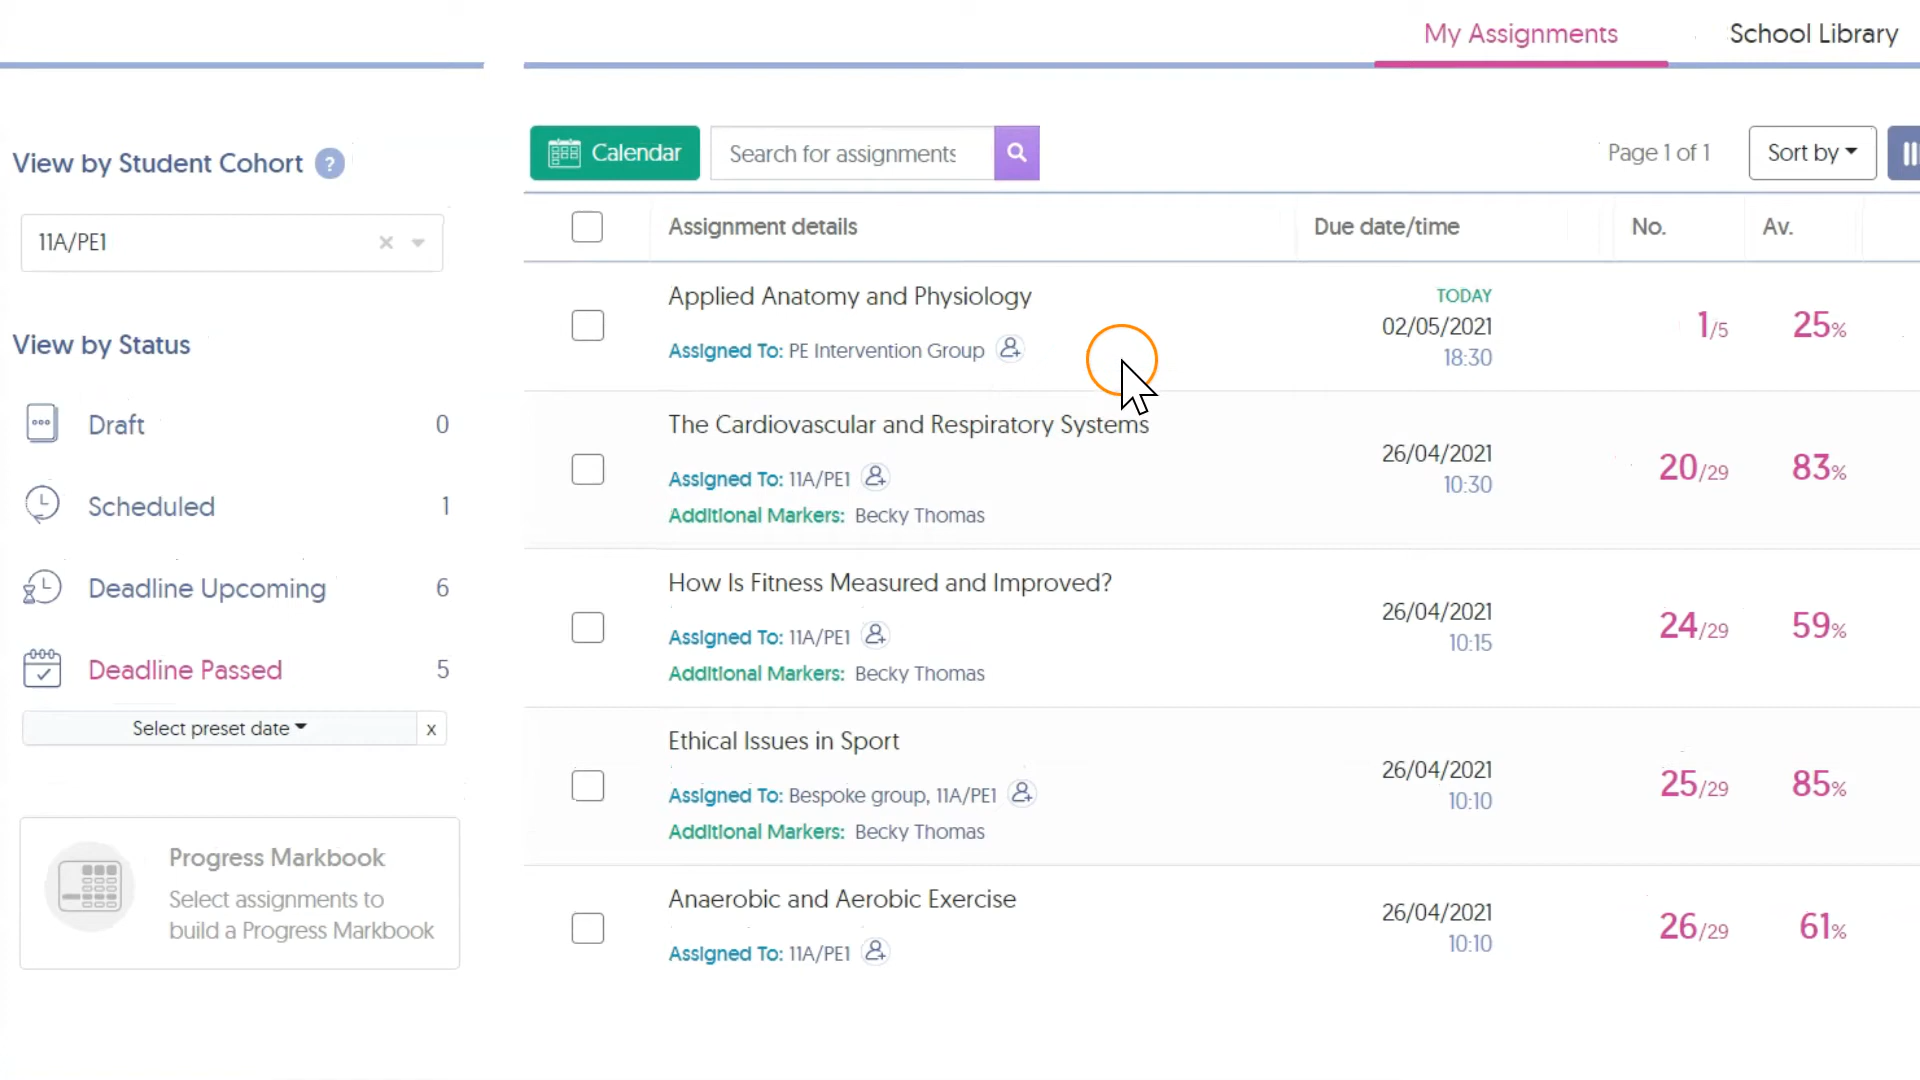 My Assignments
School Library
View by Student Cohort ?
11A/PE1
View by Status
Draft 0
Scheduled 1
Deadline Upcoming 6
Deadline Passed 5
Select preset date x
Progress Markbook
Select assignments to
build a Progress Markbook
Calendar
Search for assignments
Page 1 of 1
Sort by
Assignment details Due date/time No. Av.
Applied Anatomy and Physiology
Assigned To: PE Intervention Group
TODAY
02/05/2021
18:30
1/5 25%
The Cardiovascular and Respiratory Systems
Assigned To: 11A/PE1
Additional Markers: Becky Thomas
26/04/2021
10:30
20/29 83%
How Is Fitness Measured and Improved?
Assigned To: 11A/PE1
Additional Markers: Becky Thomas
26/04/2021
10:15
24/29 59%
Ethical Issues in Sport
Assigned To: Bespoke group, 11A/PE1
Additional Markers: Becky Thomas
26/04/2021
10:10
25/29 85%
Anaerobic and Aerobic Exercise
Assigned To: 11A/PE1
26/04/2021
10:10
26/29 61%